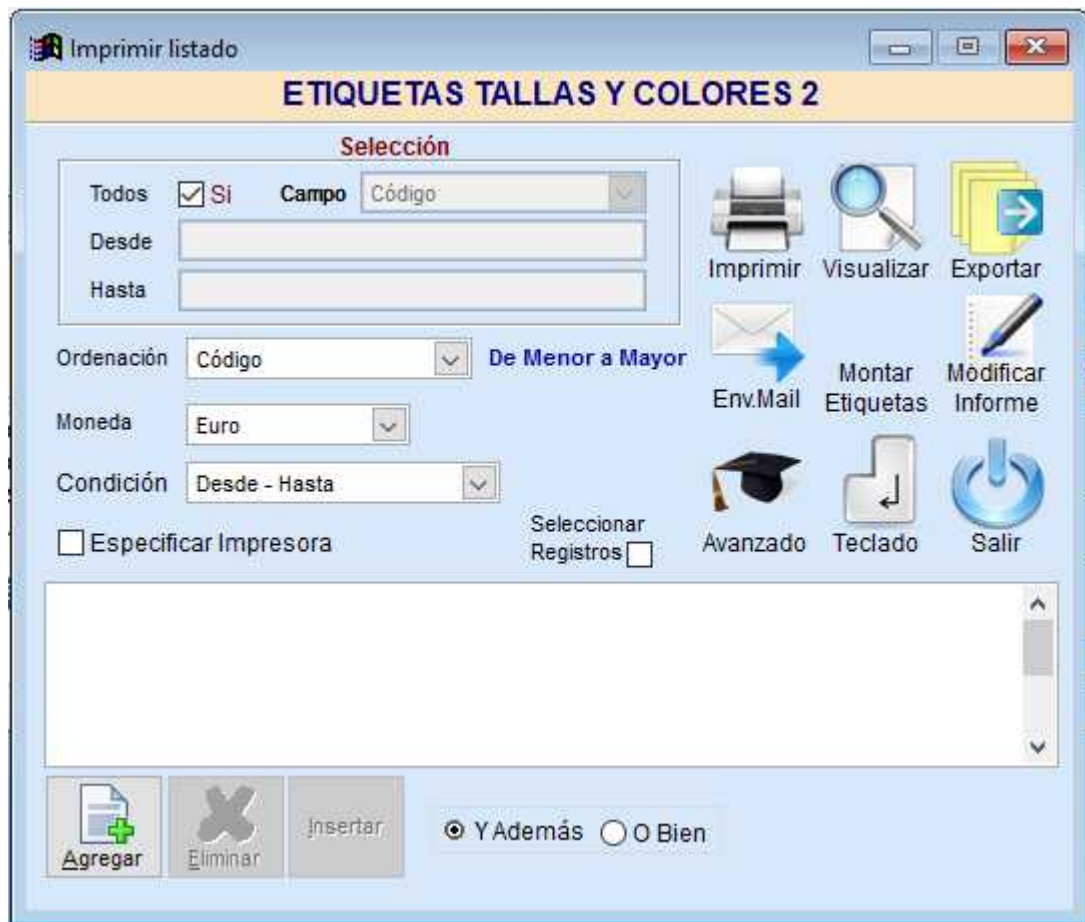 Imprimir listado
ETIQUETAS TALLAS Y COLORES 2
Selección
Todos Si Campo Código
Desde
Hasta
Imprimir Visualizar Exportar
Ordenación Código De Menor a Mayor
Env.Mail Montar Etiquetas Modificar Informe
Moneda Euro
Condición Desde - Hasta
Especificar Impresora
Seleccionar
Registros
Avanzado Teclado Salir
Agregar Eliminar Insertar Y Además O Bien